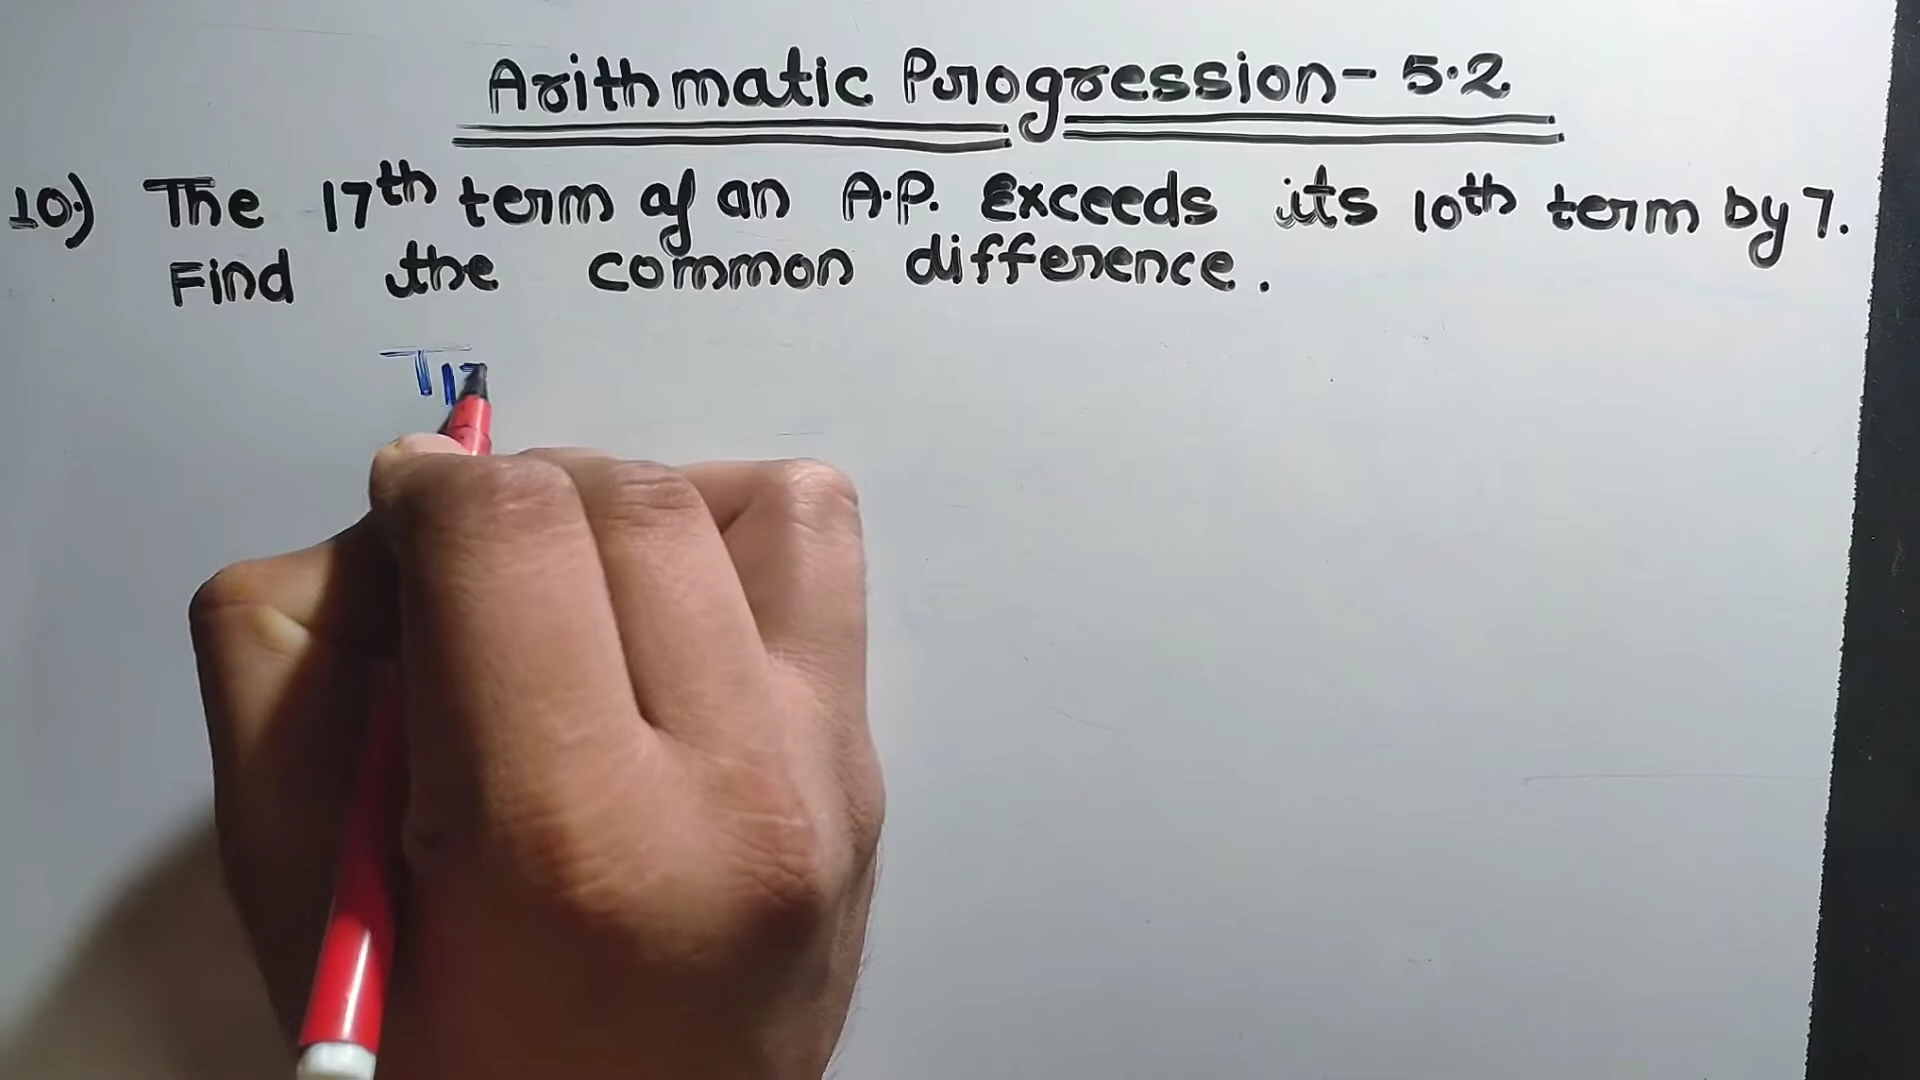 Arithmatic Progression - 5.2
10.) The 17th term of an A.P. Exceeds its 10th term by 7.
Find the common difference.
T17